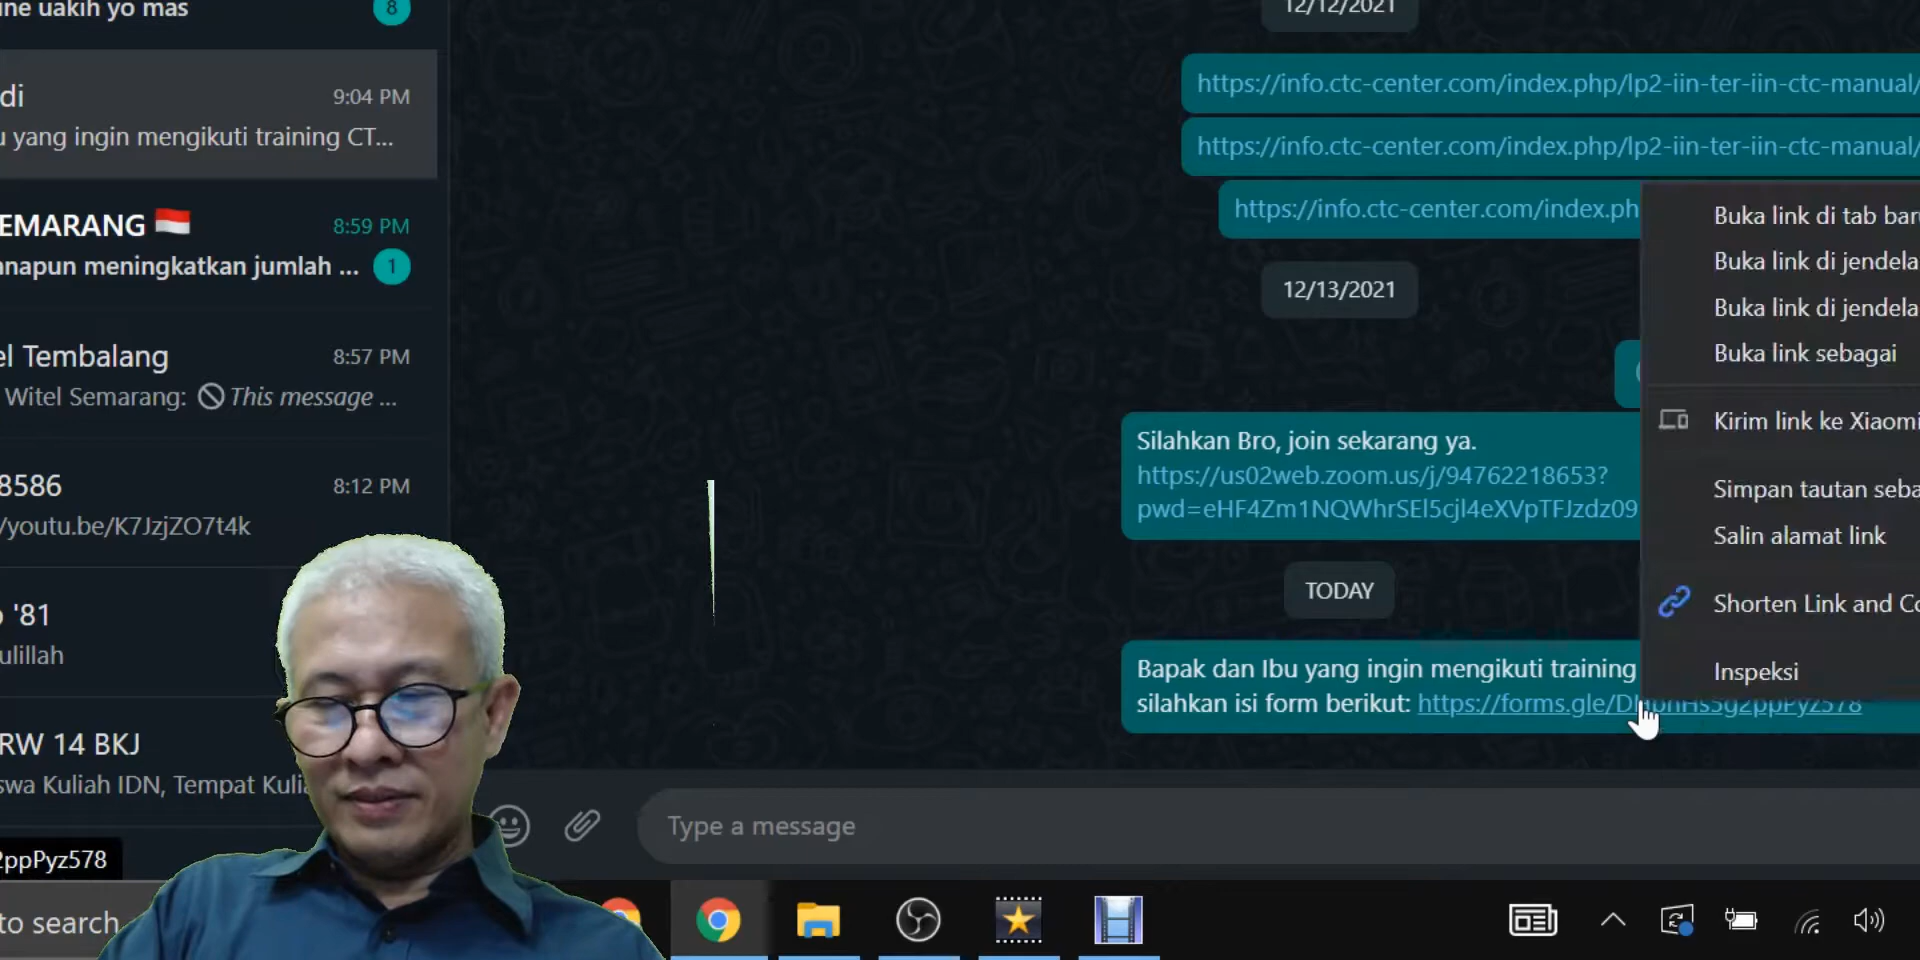 ine uakih yo mas
8
di
9:04 PM
u yang ingin mengikuti training CT...
EMARANG
8:59 PM
nnapun meningkatkan jumlah ...
1
el Tembalang
8:57 PM
Witel Semarang: This message ...
8586
8:12 PM
/youtu.be/K7JzjZO7t4k
'81
ulillah
RW 14 BKJ
swa Kuliah IDN, Tempat Kuli
2ppPyz578
to search
12/12/2021
https://info.ctc-center.com/index.php/lp2-iin-ter-iin-ctc-manual/
https://info.ctc-center.com/index.php/lp2-iin-ter-iin-ctc-manual/
https://info.ctc-center.com/index.ph
12/13/2021
Silahkan Bro, join sekarang ya.
https://us02web.zoom.us/j/94762218653?
pwd=eHF4Zm1NQWhrSEl5cjl4eXVpTFJzdz09
TODAY
Bapak dan Ibu yang ingin mengikuti training
silahkan isi form berikut: https://forms.gle/DHpnHs5g2ppPyz578
Type a message
Buka link di tab baru
Buka link di jendela
Buka link di jendela
Buka link sebagai
Kirim link ke Xiaomi
Simpan tautan seba
Salin alamat link
Shorten Link and Co
Inspeksi